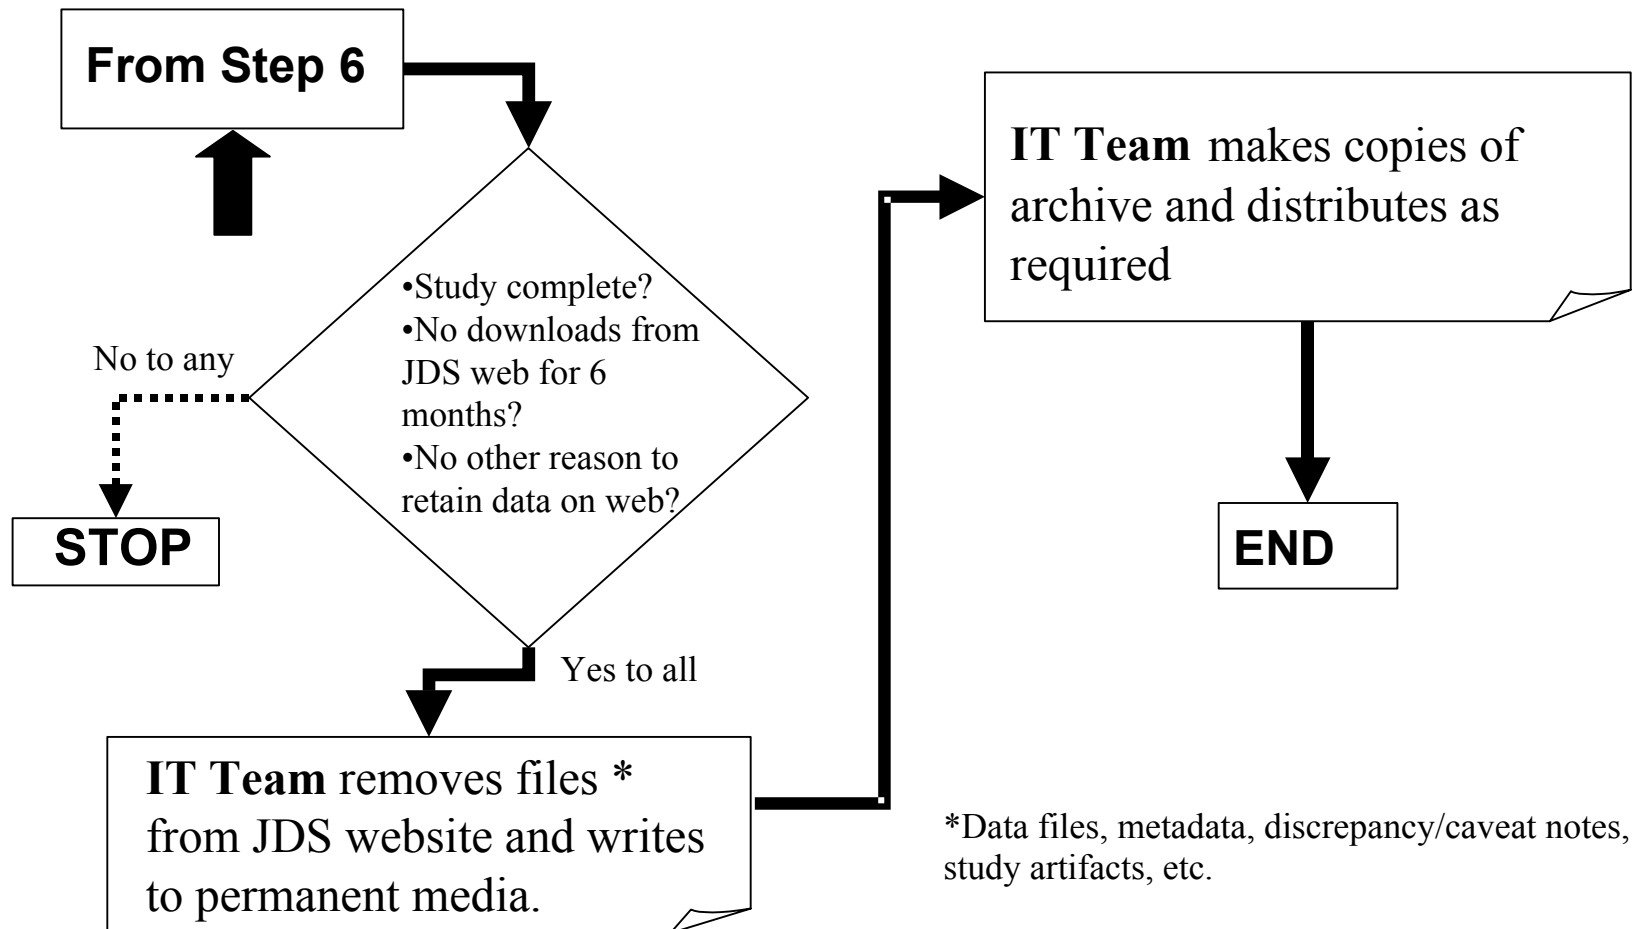 From Step 6
•Study complete?
•No downloads from
JDS web for 6
months?
•No other reason to
retain data on web?
No to any
STOP
Yes to all
IT Team removes files *
from JDS website and writes
to permanent media.
IT Team makes copies of
archive and distributes as
required
END
*Data files, metadata, discrepancy/caveat notes,
study artifacts, etc.